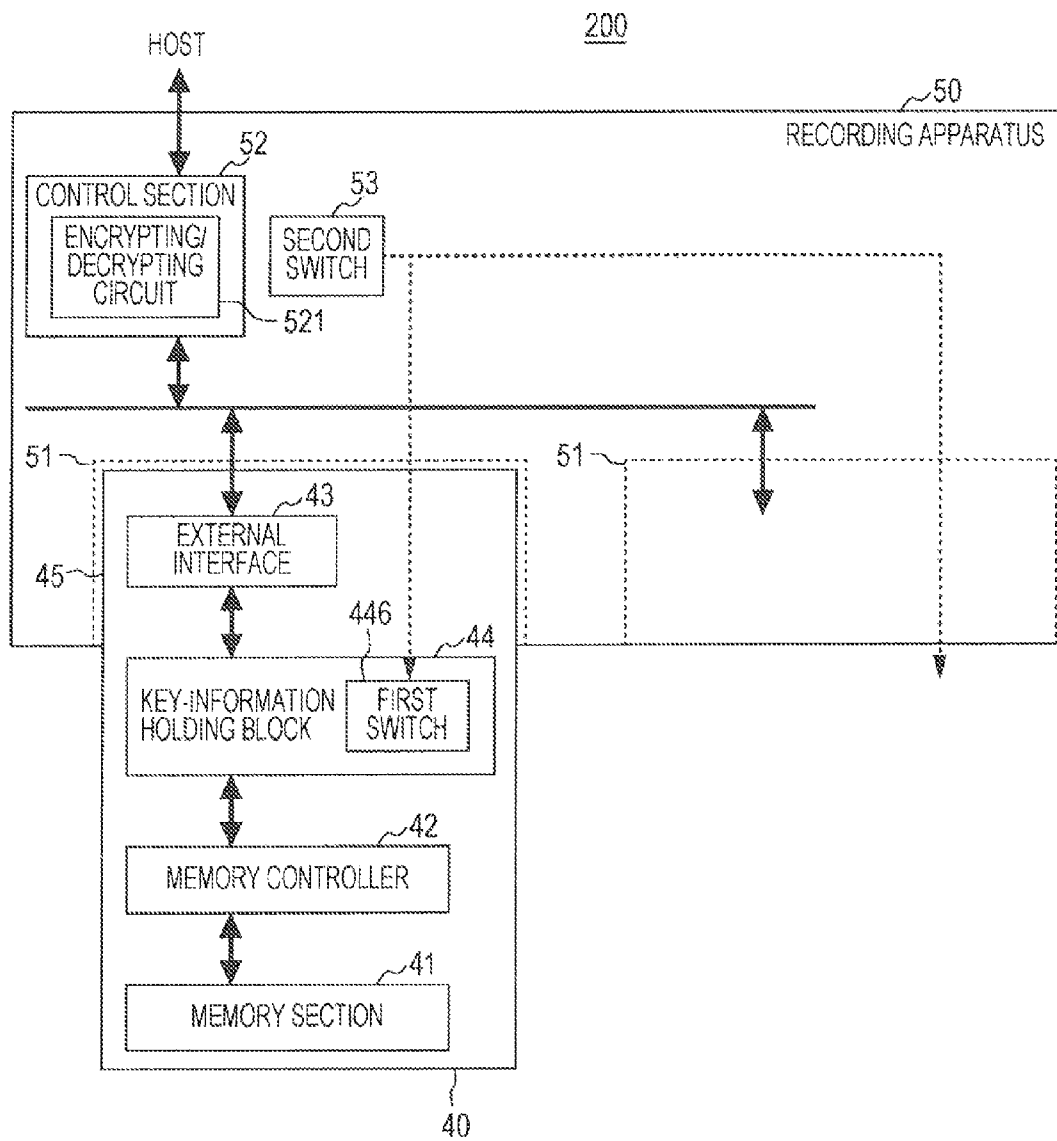 200
HOST
50
RECORDING APPARATUS
52
CONTROL SECTION
ENCRYPTING/
DECRYPTING
CIRCUIT
521
53
SECOND
SWITCH
51
51
43
EXTERNAL
INTERFACE
45
446
44
KEY-INFORMATION
HOLDING BLOCK
FIRST
SWITCH
42
MEMORY CONTROLLER
41
MEMORY SECTION
40